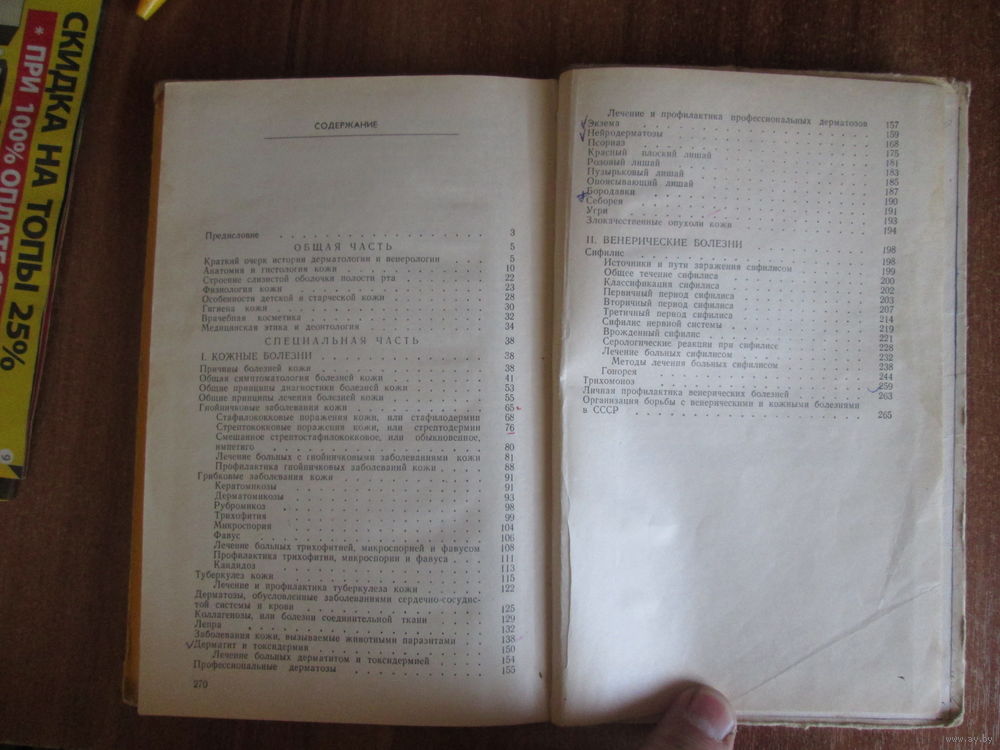 СКИДКА НА ТОПЫ 25%
* ПРИ 100% ОПЛАТЕ
9
СОДЕРЖАНИЕ
Предисловие 3
ОБЩАЯ ЧАСТЬ 5
Краткий очерк истории дерматологии и венерологии 5
Анатомия и гистология кожи 10
Строение слизистой оболочки полости рта 22
Физиология кожи 23
Особенности детской и старческой кожи 28
Гигиена кожи 30
Врачебная косметика 32
Медицинская этика и деонтология 34
СПЕЦИАЛЬНАЯ ЧАСТЬ 38
I. КОЖНЫЕ БОЛЕЗНИ 38
Причины болезней кожи 38
Общая симптоматология болезней кожи 41
Общие принципы диагностики болезней кожи 53
Общие принципы лечения болезней кожи 55
Гнойничковые заболевания кожи 65
Стафилококковые поражения кожи, или стафилодермии 68
Стрептококковые поражения кожи, или стрептодермии 76
Смешанное стрептостафилококковое, или обыкновенное,
импетиго 80
Лечение больных с гнойничковыми заболеваниями кожи 81
Профилактика гнойничковых заболеваний кожи 88
Грибковые заболевания кожи 91
Кератомикозы 91
Дерматомикозы 93
Рубромикоз 98
Трихофития 99
Микроспория 104
Фавус 106
Лечение больных трихофитией, микроспорией и фавусом 108
Профилактика трихофитии, микроспории и фавуса 111
Кандидоз 113
Туберкулез кожи 115
Лечение и профилактика туберкулеза кожи 122
Дерматозы, обусловленные заболеваниями сердечно-сосудис-
той системы и крови 125
Коллагенозы, или болезни соединительной ткани 129
Лепра 132
Заболевания кожи, вызываемые животными паразитами 138
Дерматит и токсидермия 150
Лечение больных дерматитом и токсидермией 154
Профессиональные дерматозы 155
270
Лечение и профилактика профессиональных дерматозов 157
Экзема 159
Нейродерматозы 168
Псориаз 175
Красный плоский лишай 181
Розовый лишай 183
Пузырьковый лишай 185
Опоясывающий лишай 187
Бородавки 190
Себорея 191
Угри 193
Злокачественные опухоли кожи 194
II. ВЕНЕРИЧЕСКИЕ БОЛЕЗНИ 198
Сифилис 198
Источники и пути заражения сифилисом 199
Общее течение сифилиса 200
Классификация сифилиса 202
Первичный период сифилиса 203
Вторичный период сифилиса 207
Третичный период сифилиса 214
Сифилис нервной системы 219
Врожденный сифилис 221
Серологические реакции при сифилисе 228
Лечение больных сифилисом 232
Методы лечения больных сифилисом 238
Гонорея 244
Трихомоноз 259
Личная профилактика венерических болезней 263
Организация борьбы с венерическими и кожными болезнями
в СССР 265
www.ay.by